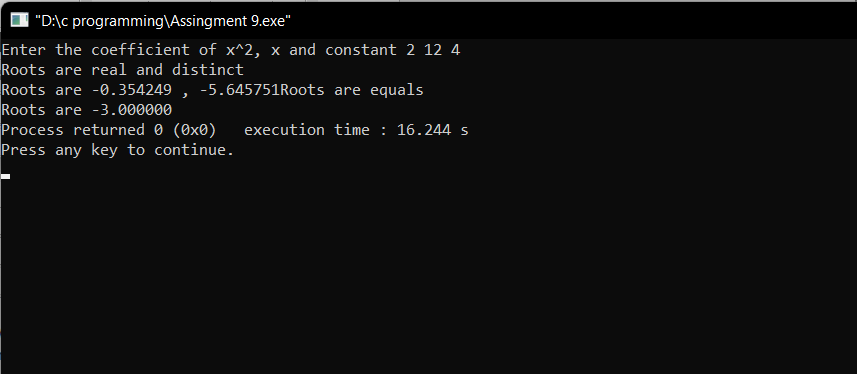 "D:\c programming\Assingment 9.exe"
Enter the coefficient of x^2, x and constant 2 12 4
Roots are real and distinct
Roots are -0.354249 , -5.645751Roots are equals
Roots are -3.000000
Process returned 0 (0x0)   execution time : 16.244 s
Press any key to continue.